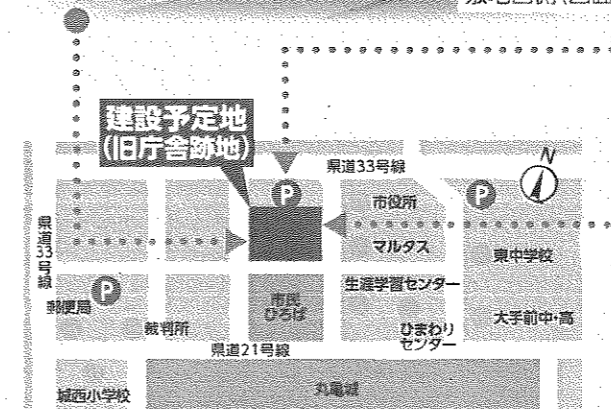 建設予定地
(旧庁舎跡地)
N
県道33号線
P
P
市役所
県道33号線
マルタス
東中学校
生涯学習センター
P
郵便局
市民
ひろば
大手前中・高
裁判所
ひまわり
センター
県道21号線
城西小学校
丸亀城